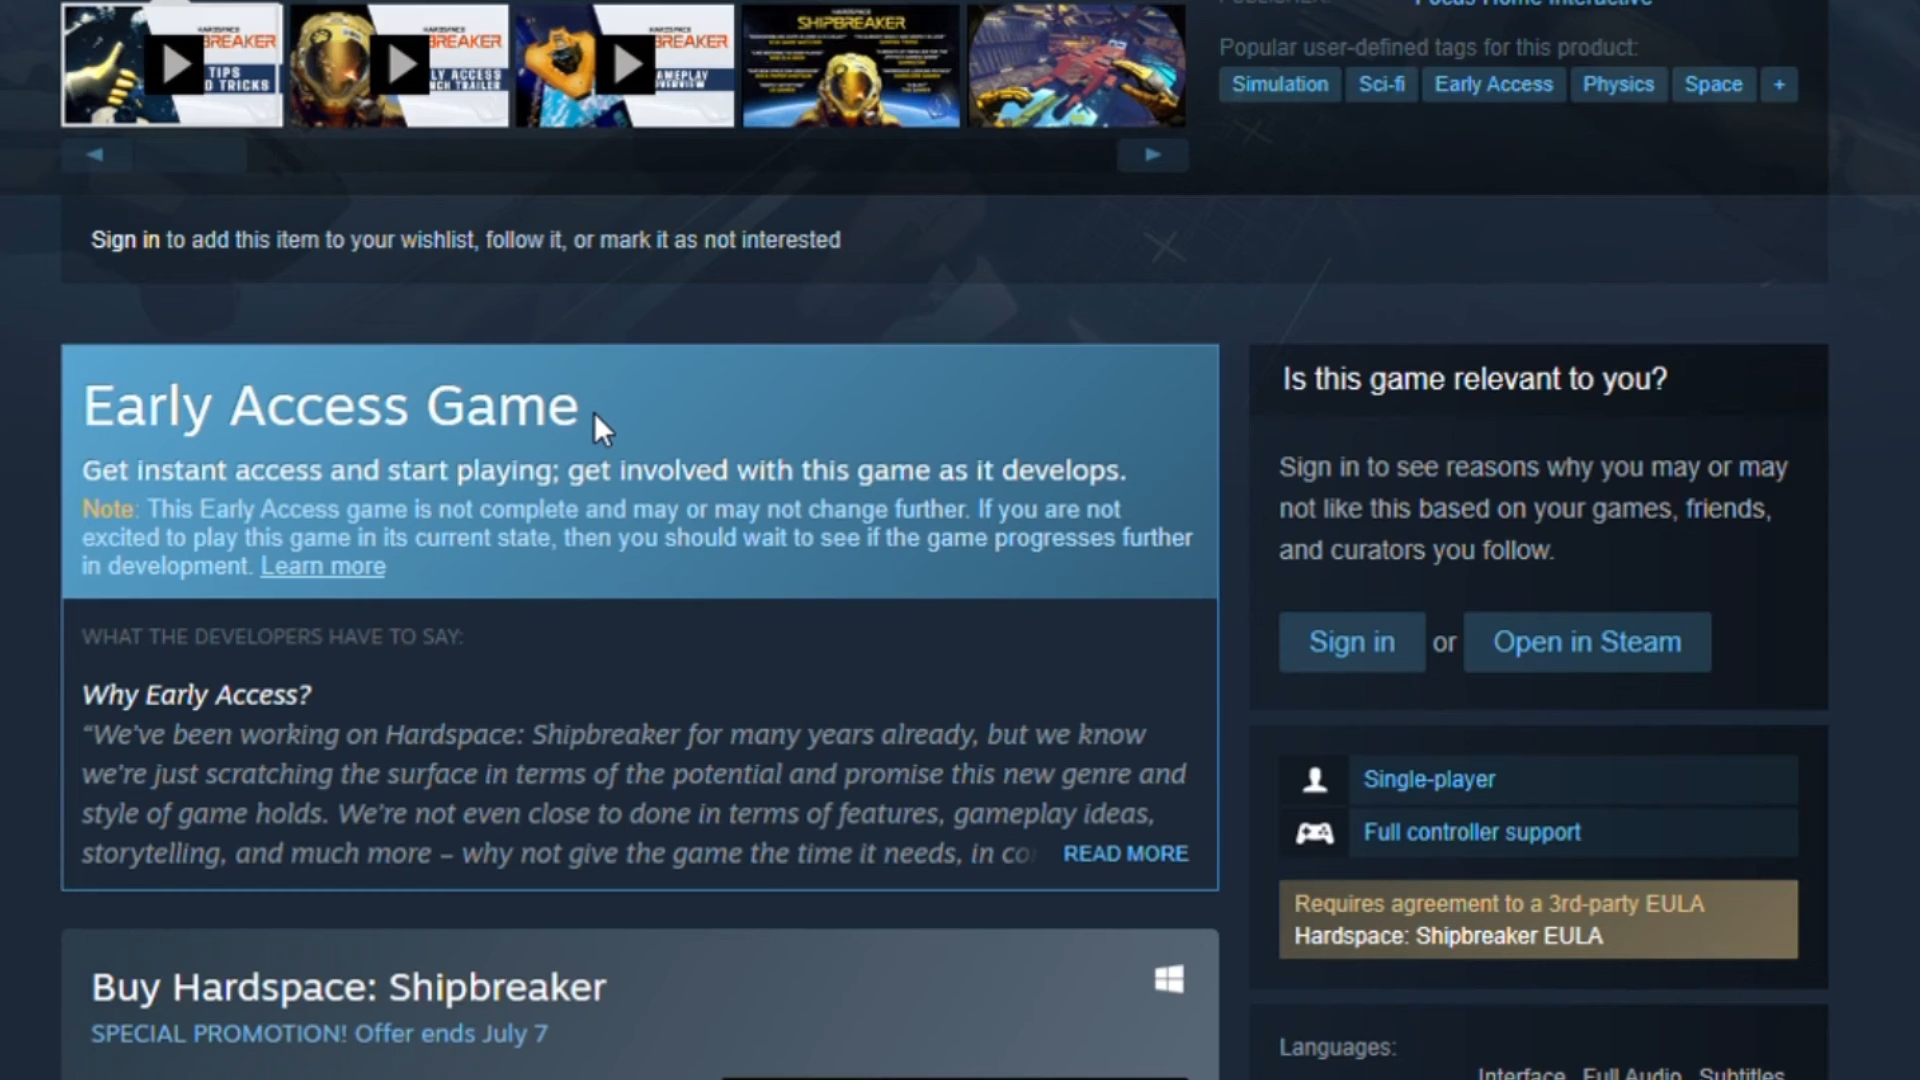 PUBLISHER: Focus Home Interactive
HARDSPACE
BREAKER
TIPS
TRICKS
HARDSPACE
BREAKER
LY ACCESS
NCH TRAILER
HARDSPACE
BREAKER
AMEPLAY
OVERVIEW
HARDSPACE
SHIPBREAKER
Popular user-defined tags for this product:
Simulation Sci-fi Early Access Physics Space +
Sign in to add this item to your wishlist, follow it, or mark it as not interested
Early Access Game
Get instant access and start playing; get involved with this game as it develops.
Note: This Early Access game is not complete and may or may not change further. If you are not
excited to play this game in its current state, then you should wait to see if the game progresses further
in development. Learn more
WHAT THE DEVELOPERS HAVE TO SAY:
Why Early Access?
“We’ve been working on Hardspace: Shipbreaker for many years already, but we know
we’re just scratching the surface in terms of the potential and promise this new genre and
style of game holds. We’re not even close to done in terms of features, gameplay ideas,
storytelling, and much more – why not give the game the time it needs, in co READ MORE
Buy Hardspace: Shipbreaker
SPECIAL PROMOTION! Offer ends July 7
Is this game relevant to you?
Sign in to see reasons why you may or may
not like this based on your games, friends,
and curators you follow.
Sign in or Open in Steam
Single-player
Full controller support
Requires agreement to a 3rd-party EULA
Hardspace: Shipbreaker EULA
Languages:
Interface Full Audio Subtitles